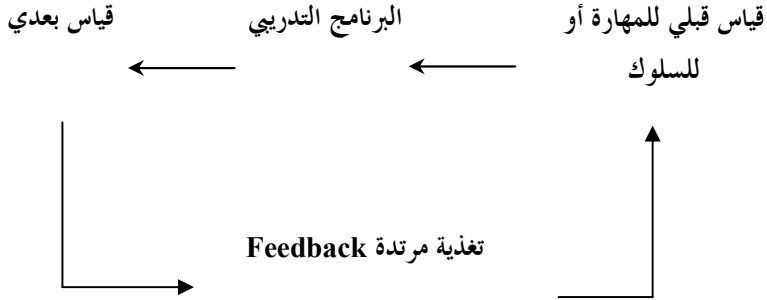 قياس قبلي للمهارة أو
للسلوك
البرنامج التدريبي
قياس بعدي
تغذية مرتدة Feedback